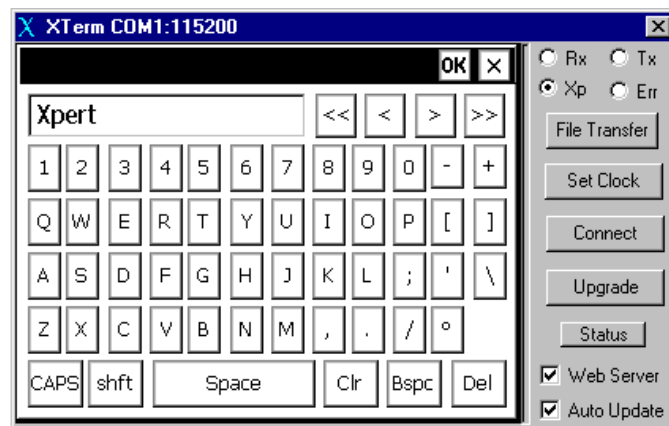 XTerm COM1:115200
OK
Xpert << < > >>
1 2 3 4 5 6 7 8 9 0 - +
Q W E R T Y U I O P [ ]
A S D F G H J K L ; ' \
Z X C V B N M , . / °
CAPS shft Space Clr Bspc Del
Rx Tx
Xp Err
File Transfer
Set Clock
Connect
Upgrade
Status
Web Server
Auto Update